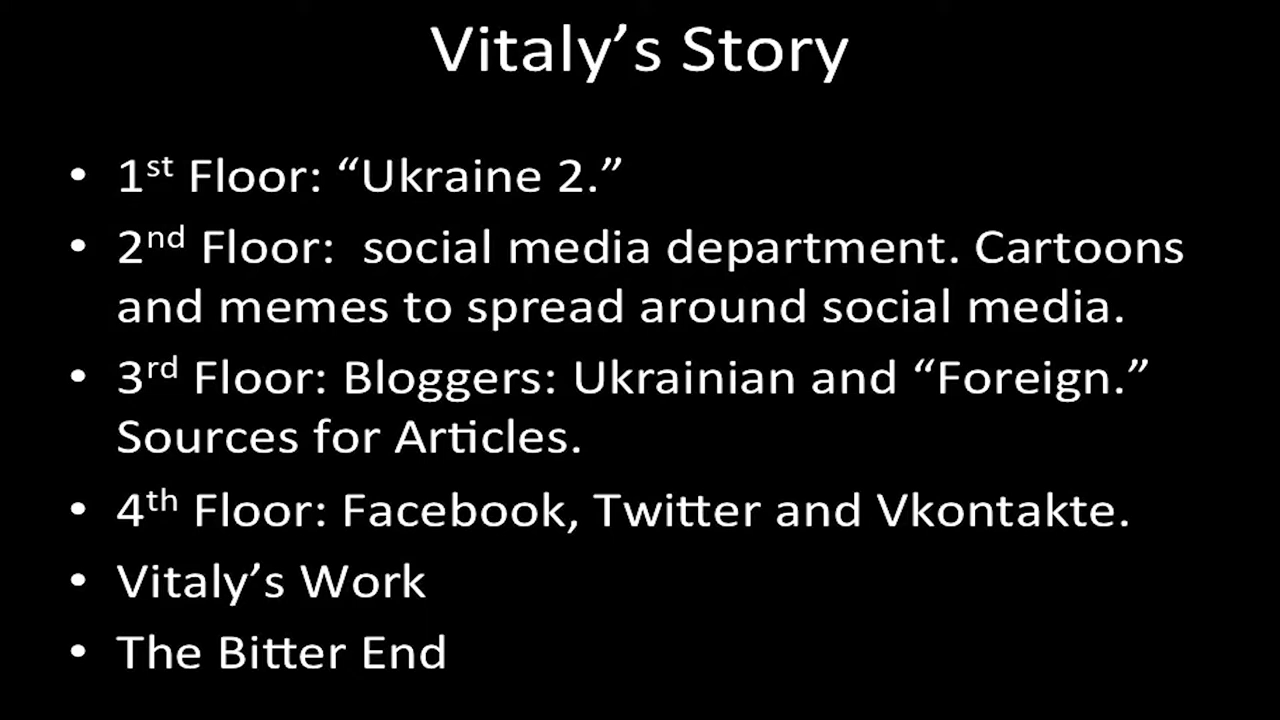 Vitaly’s Story
• 1st Floor: “Ukraine 2.”
• 2nd Floor:  social media department. Cartoons
and memes to spread around social media.
• 3rd Floor: Bloggers: Ukrainian and “Foreign.”
Sources for Articles.
• 4th Floor: Facebook, Twitter and Vkontakte.
• Vitaly’s Work
• The Bitter End